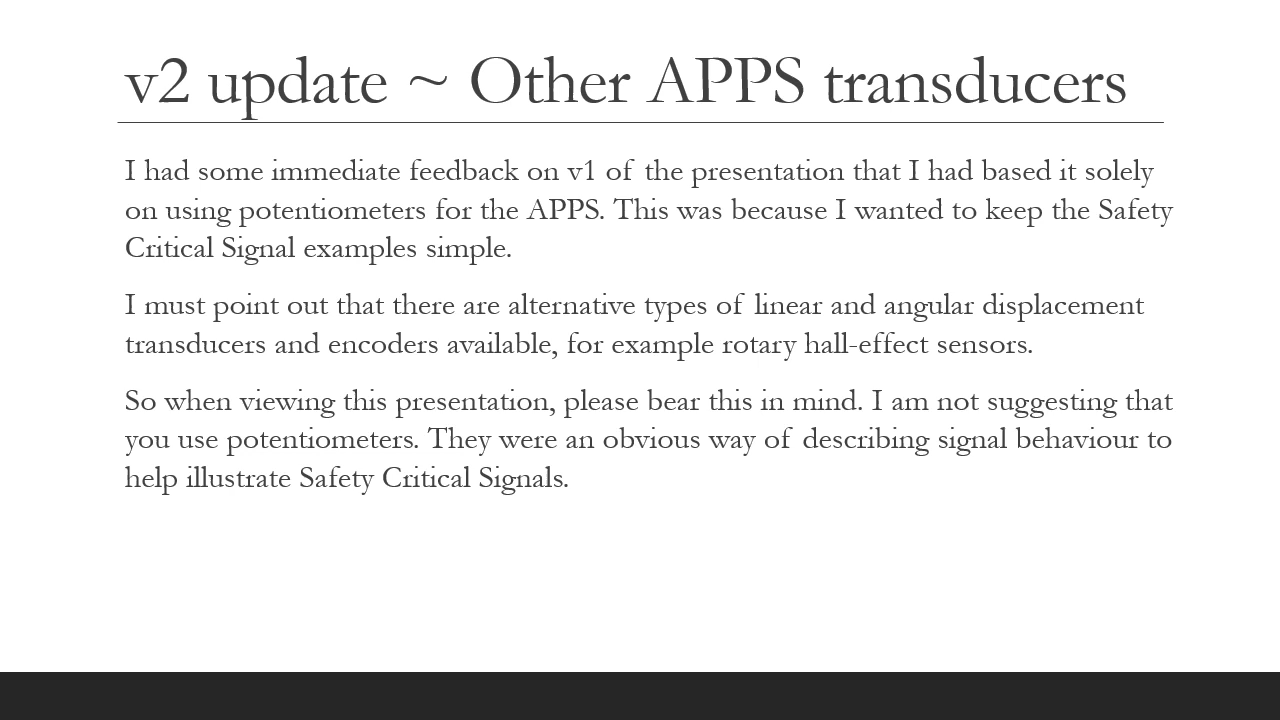 v2 update ~ Other APPS transducers
I had some immediate feedback on v1 of the presentation that I had based it solely
on using potentiometers for the APPS. This was because I wanted to keep the Safety
Critical Signal examples simple.
I must point out that there are alternative types of linear and angular displacement
transducers and encoders available, for example rotary hall-effect sensors.
So when viewing this presentation, please bear this in mind. I am not suggesting that
you use potentiometers. They were an obvious way of describing signal behaviour to
help illustrate Safety Critical Signals.